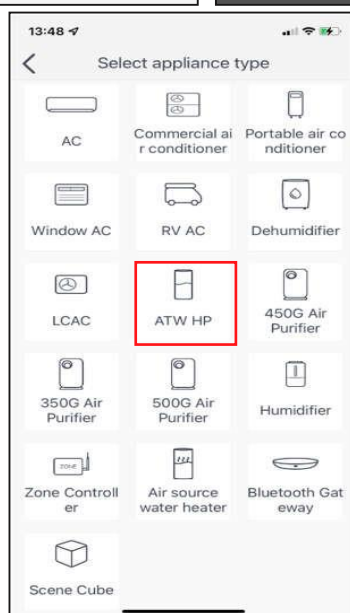 13:48
Select appliance type
AC
Commercial ai
r conditioner
Portable air co
nditioner
Window AC
RV AC
Dehumidifier
LCAC
ATW HP
450G Air
Purifier
350G Air
Purifier
500G Air
Purifier
Humidifier
ZONE
Zone Controll
er
Air source
water heater
Bluetooth Gat
eway
Scene Cube